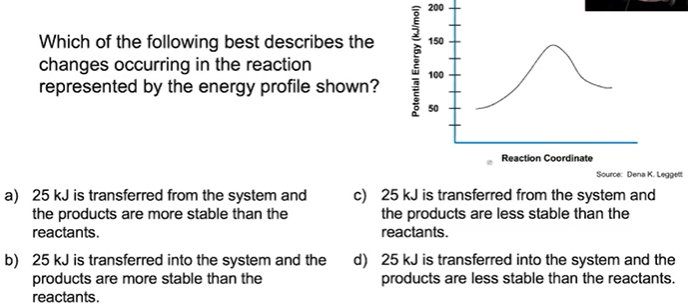 Which of the following best describes the
changes occurring in the reaction
represented by the energy profile shown?
Potential Energy (kJ/mol)
200
150
100
50
Reaction Coordinate
Source: Dena K. Leggett
a) 25 kJ is transferred from the system and
the products are more stable than the
reactants.
b) 25 kJ is transferred into the system and the
products are more stable than the
reactants.
c) 25 kJ is transferred from the system and
the products are less stable than the
reactants.
d) 25 kJ is transferred into the system and the
products are less stable than the reactants.